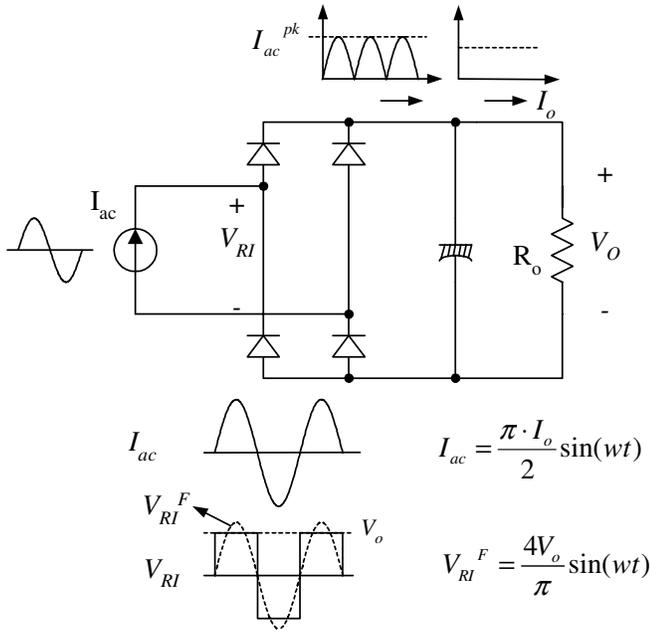 I_ac^pk
I_o
I_ac
+
V_RI
-
R_o
+
V_O
-
I_ac
I_ac = π·I_o / 2 sin(wt)
V_RI^F
V_o
V_RI
V_RI^F = 4V_o / π sin(wt)